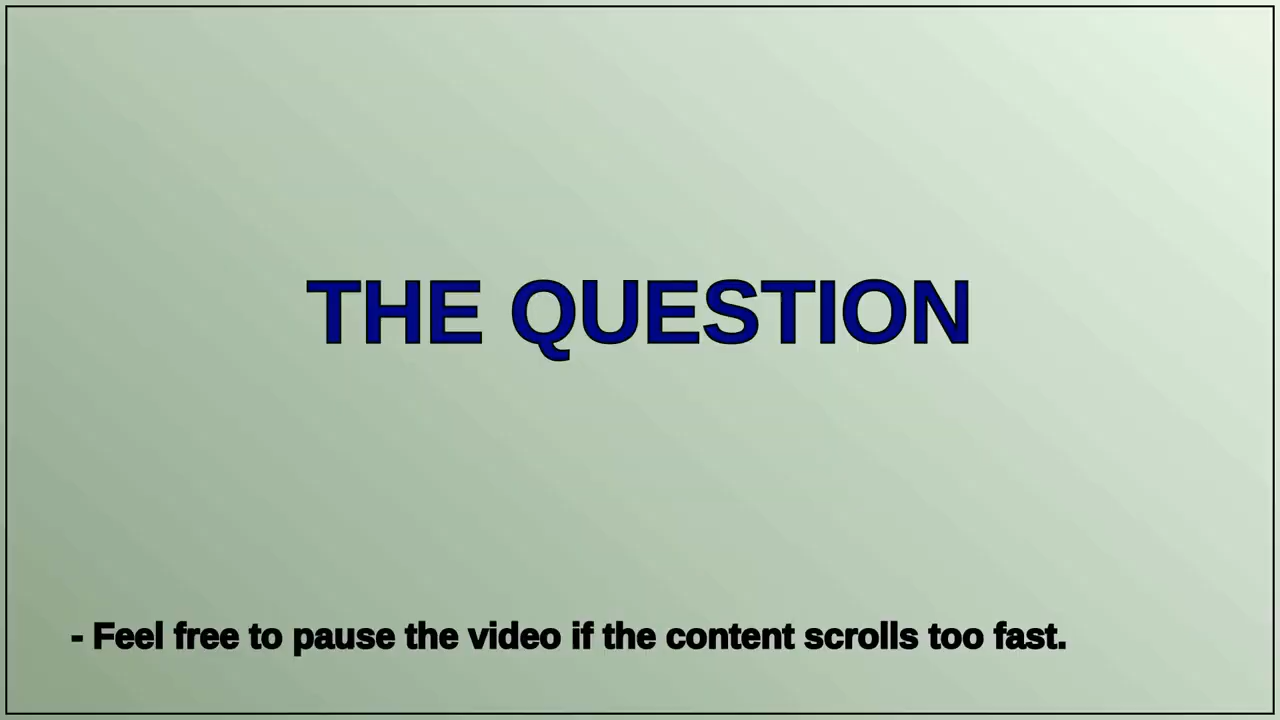 THE QUESTION
- Feel free to pause the video if the content scrolls too fast.